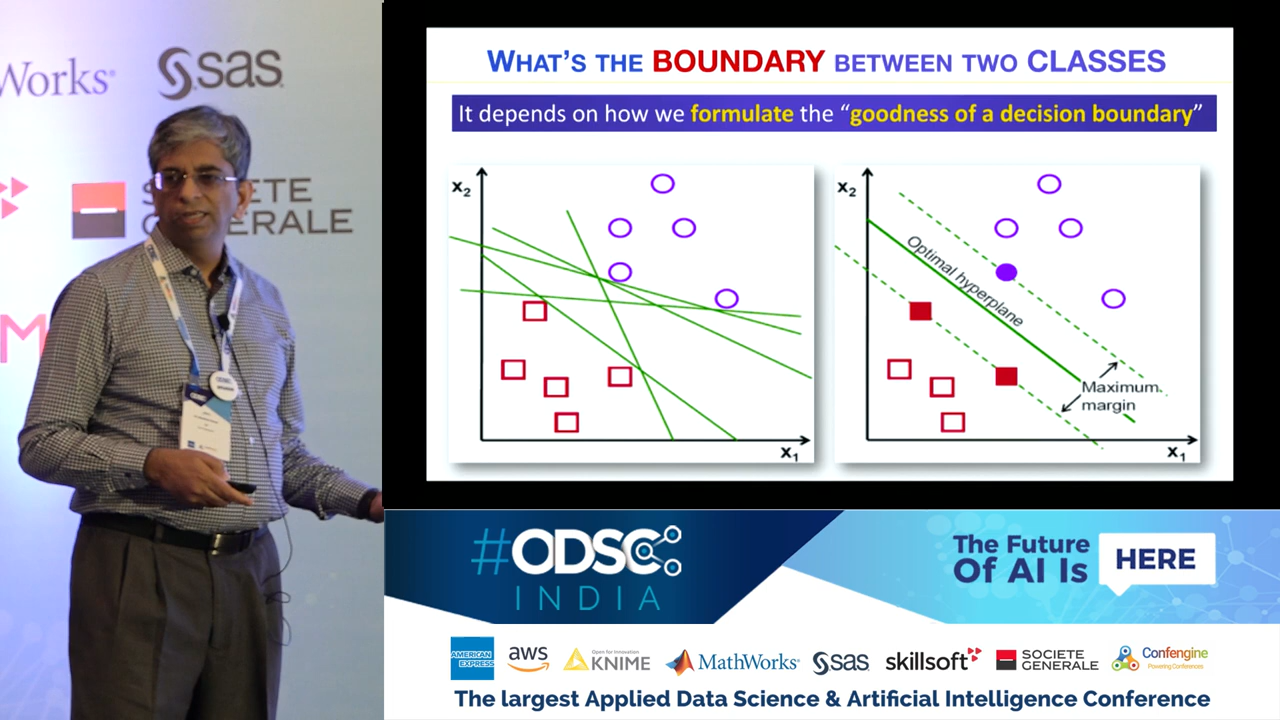 Works®
sas
SOCIETE
GENERALE
M
WHAT'S THE BOUNDARY BETWEEN TWO CLASSES
It depends on how we formulate the “goodness of a decision boundary”
x2
x1
x2
Optimal hyperplane
Maximum
margin
x1
#ODSC
INDIA
The Future
Of AI Is HERE
AMERICAN
EXPRESS
aws
Open for Innovation
KNIME
MathWorks®
sas
skillsoft
SOCIETE
GENERALE
Confengine
Powering Conferences
The largest Applied Data Science & Artificial Intelligence Conference